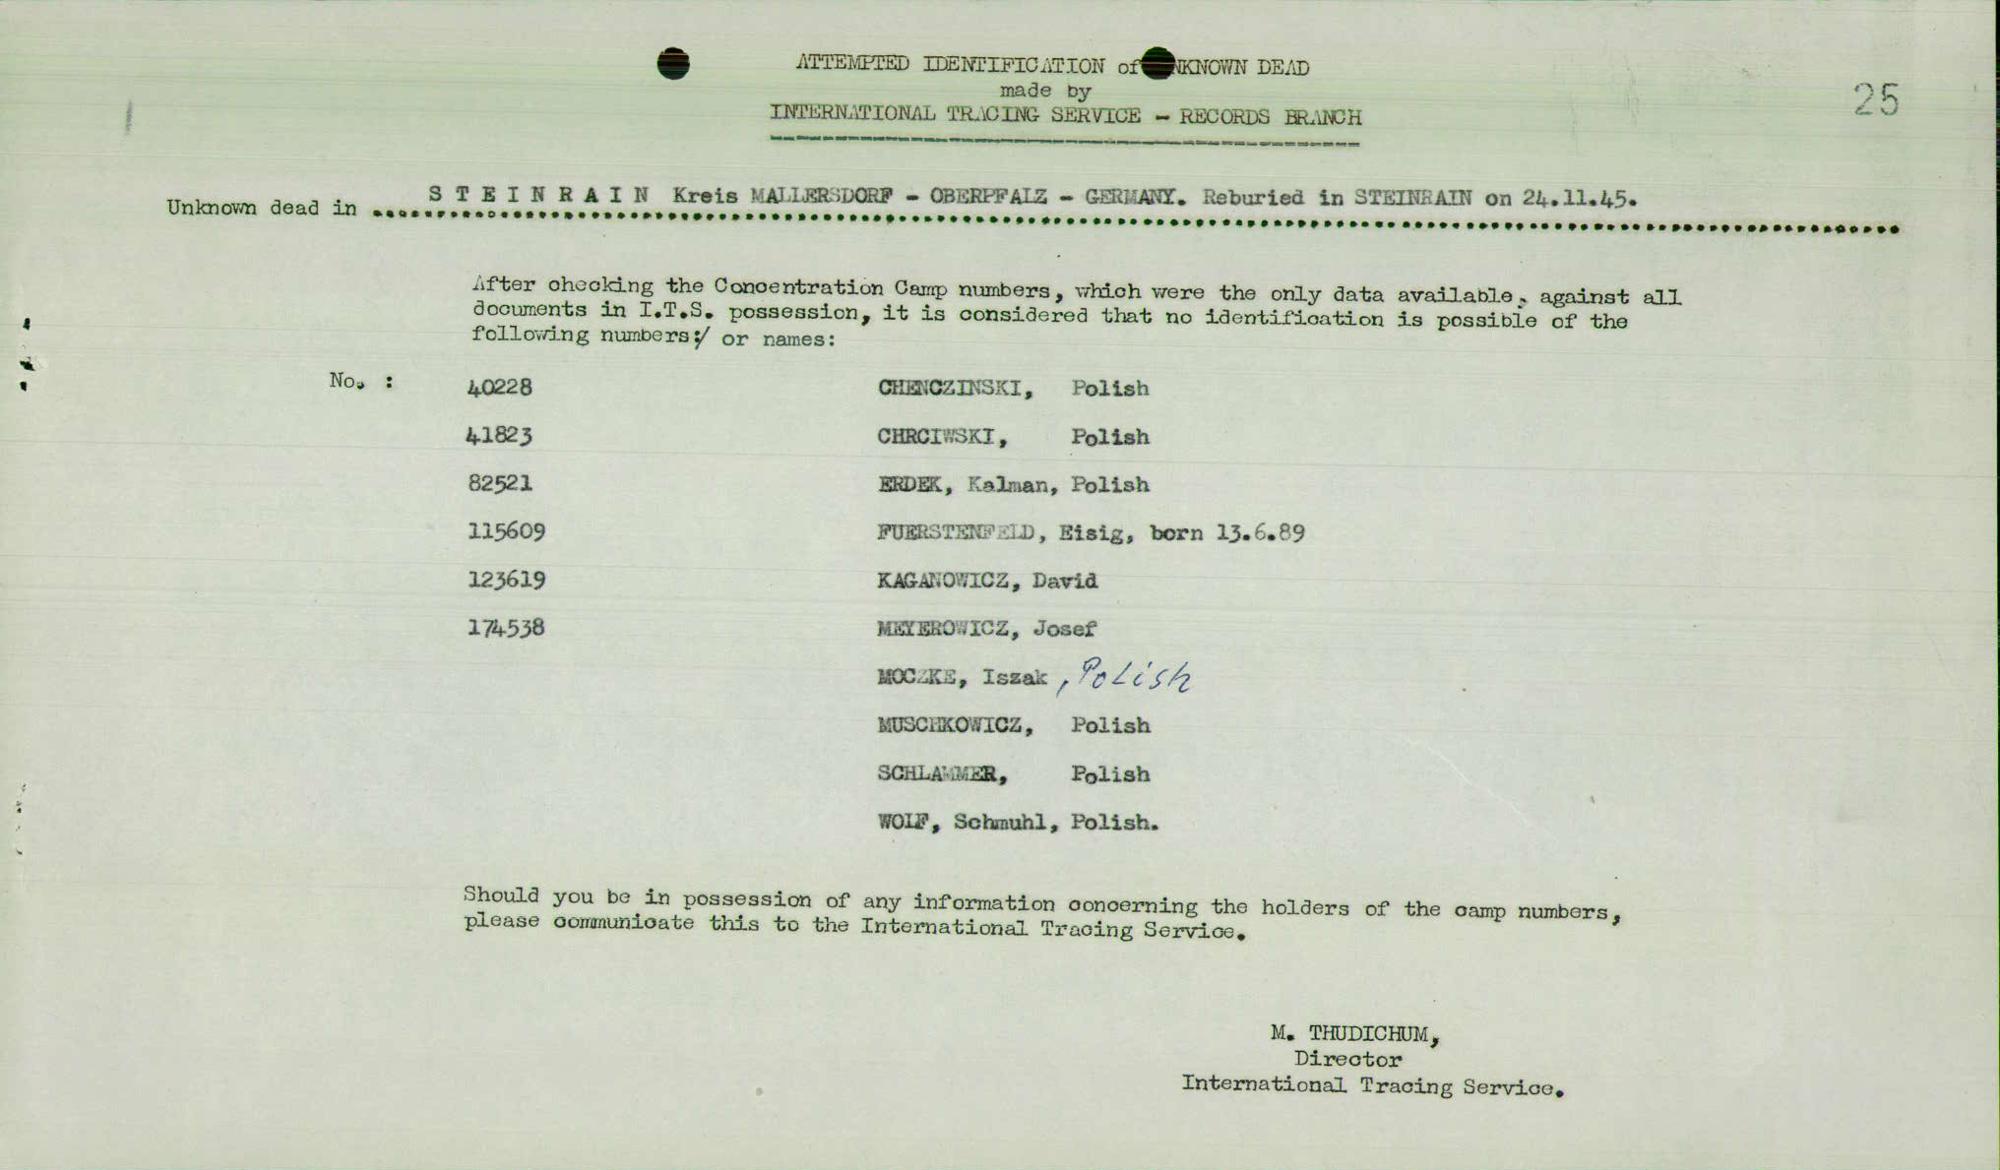 ATTEMPTED IDENTIFICATION of UNKNOWN DEAD
made by
INTERNATIONAL TRACING SERVICE - RECORDS BRANCH
25
Unknown dead in S T E I N R A I N Kreis MALLERSDORF - OBERPFALZ - GERMANY. Reburied in STEINRAIN on 24.11.45.
After checking the Concentration Camp numbers, which were the only data available, against all
documents in I.T.S. possession, it is considered that no identification is possible of the
following numbers:/ or names:
No. : 40228 CHENCZINSKI, Polish
41823 CHRCIWSKI, Polish
82521 ERDEK, Kalman, Polish
115609 FUERSTENFELD, Eisig, born 13.6.89
123619 KAGANOWICZ, David
174538 MEYEROWICZ, Josef
MOCZKE, Iszak, Polish
MUSCHKOWICZ, Polish
SCHLAMMER, Polish
WOLF, Schmuhl, Polish.
Should you be in possession of any information concerning the holders of the camp numbers,
please communicate this to the International Tracing Service.
M. THUDICHUM,
Director
International Tracing Service.